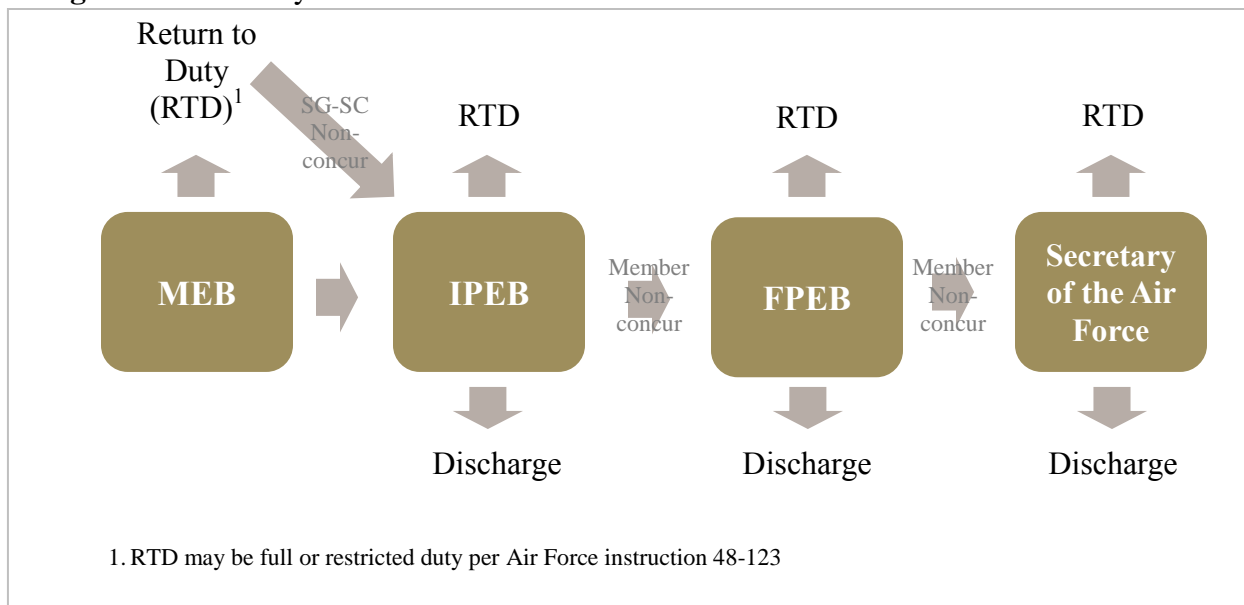 Return to
Duty
(RTD)1
SG-SC
Non-
concur
RTD
RTD
RTD
MEB
IPEB
Member
Non-
concur
FPEB
Member
Non-
concur
Secretary
of the Air
Force
Discharge
Discharge
Discharge
1. RTD may be full or restricted duty per Air Force instruction 48-123